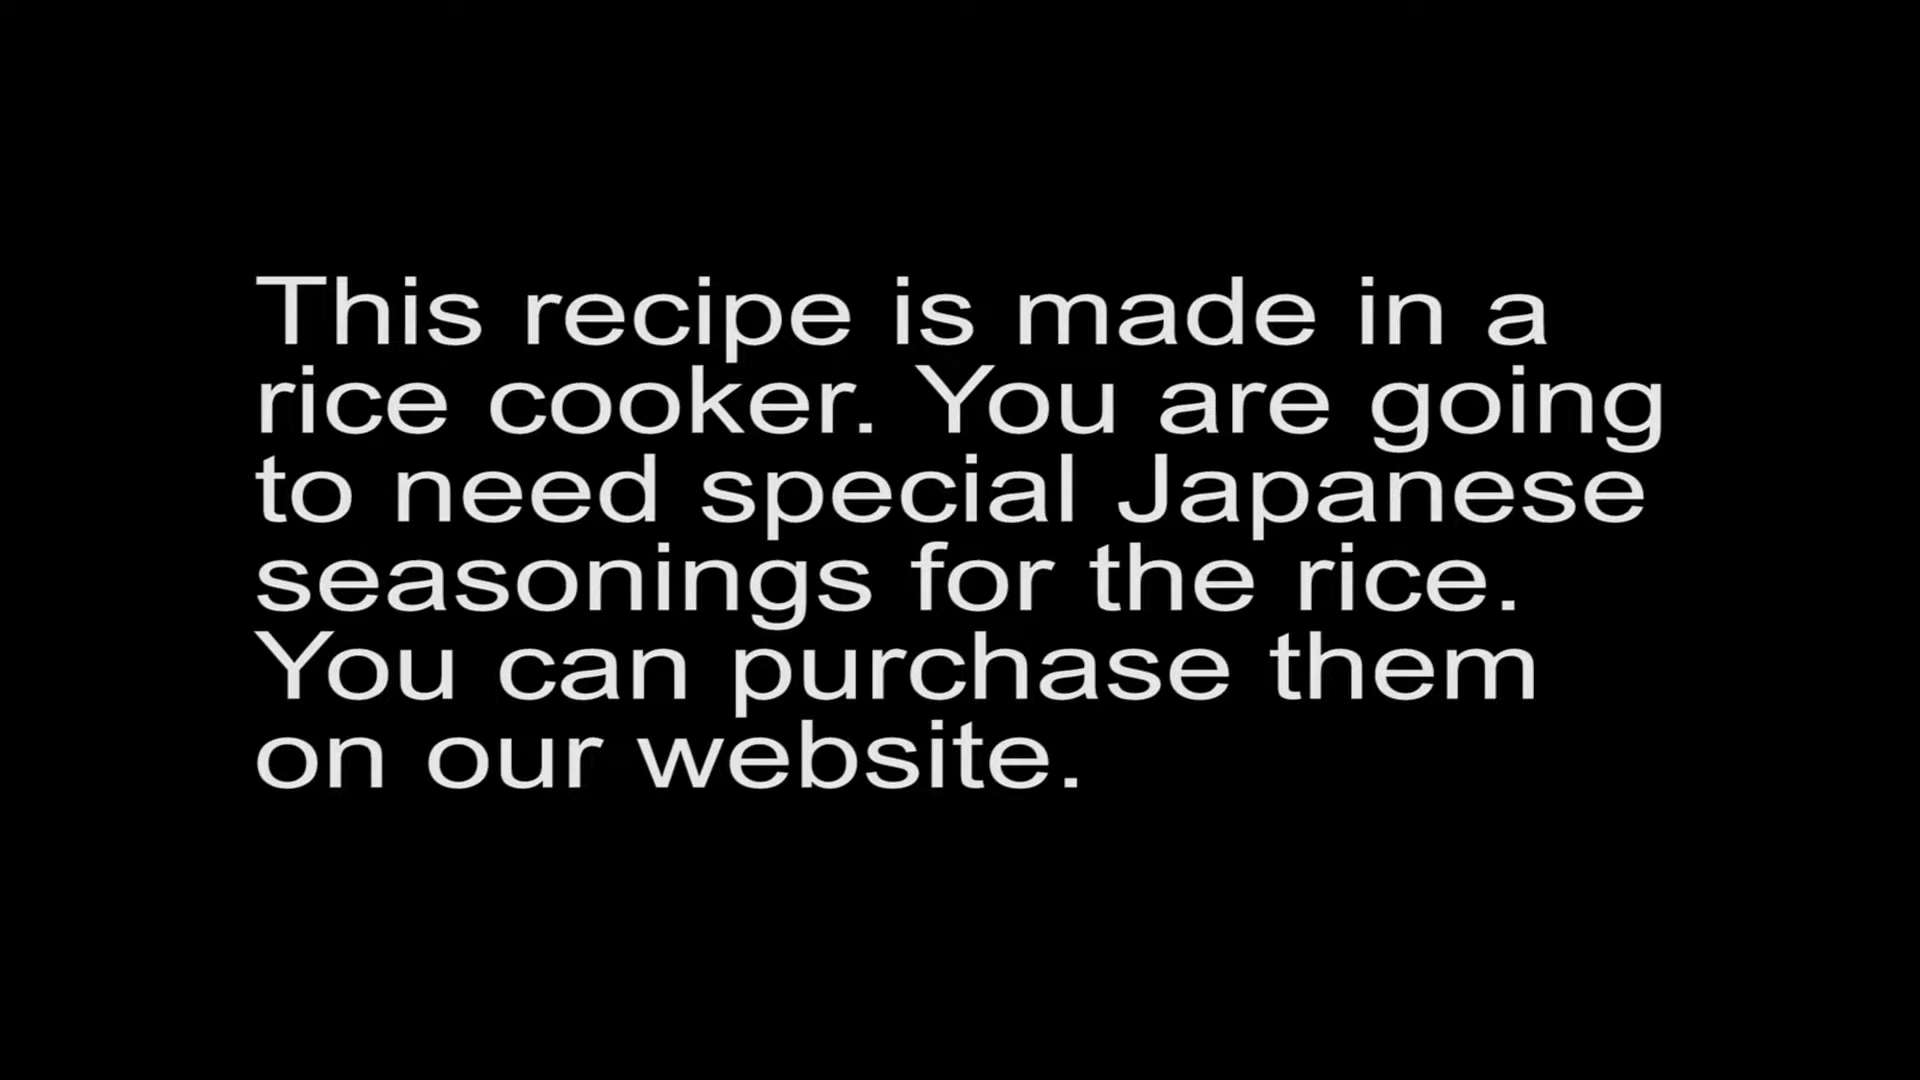 This recipe is made in a
rice cooker. You are going
to need special Japanese
seasonings for the rice.
You can purchase them
on our website.